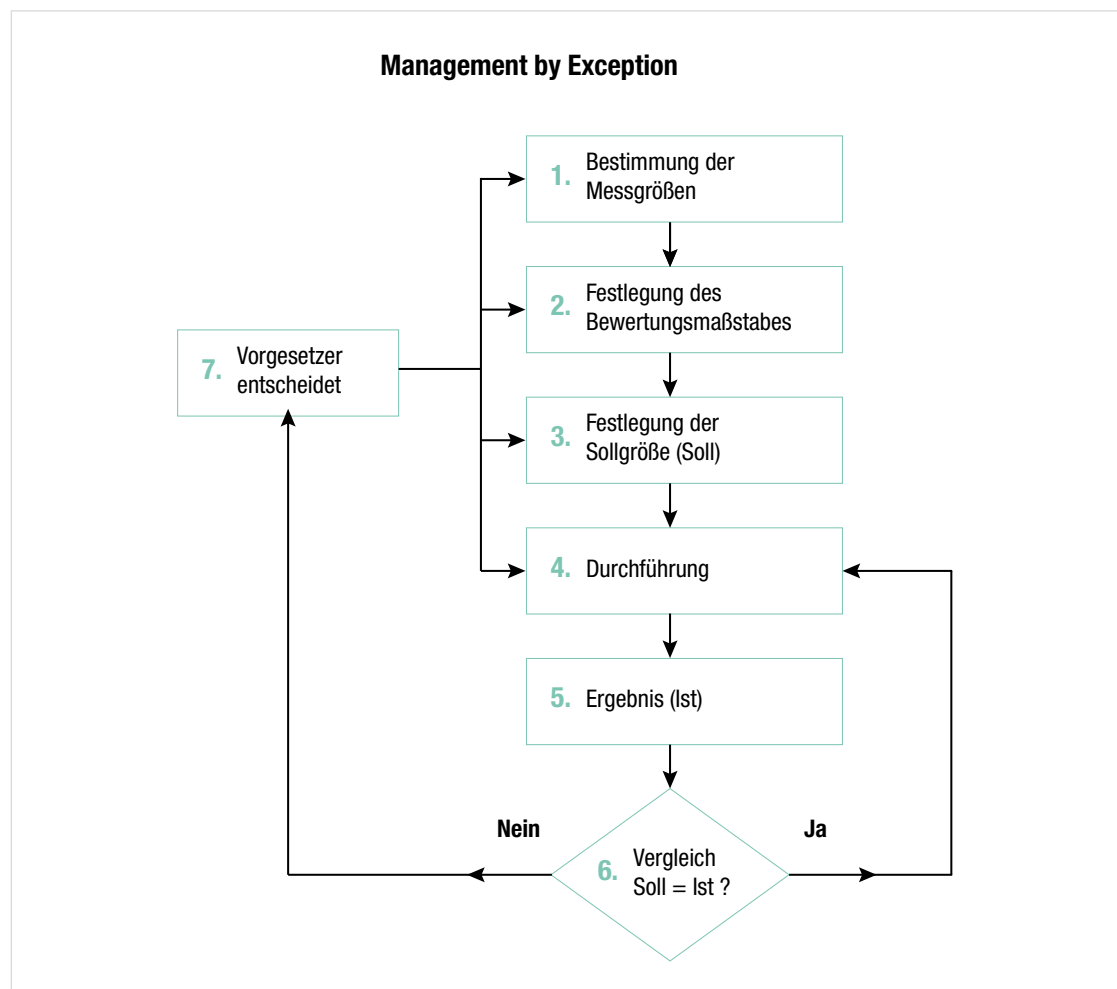 Management by Exception
1. Bestimmung der
Messgrößen
2. Festlegung des
Bewertungsmaßstabes
7. Vorgesetzer
entscheidet
3. Festlegung der
Sollgröße (Soll)
4. Durchführung
5. Ergebnis (Ist)
Nein
Ja
6. Vergleich
Soll = Ist ?